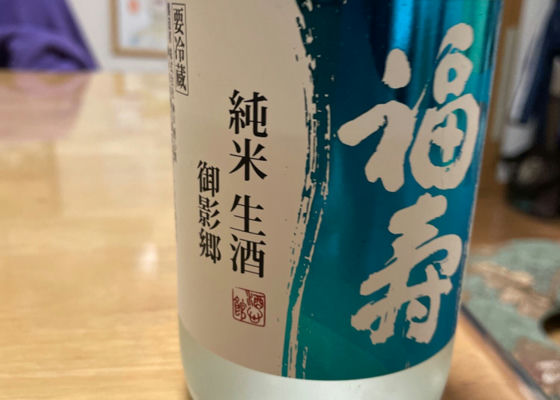 福寿
純米 生酒
御影郷
要冷蔵